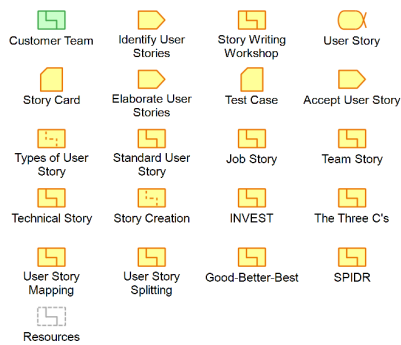 Customer Team
Identify User
Stories
Story Writing
Workshop
User Story
Story Card
Elaborate User
Stories
Test Case
Accept User Story
Types of User
Story
Standard User
Story
Job Story
Team Story
Technical Story
Story Creation
INVEST
The Three C's
User Story
Mapping
User Story
Splitting
Good-Better-Best
SPIDR
Resources